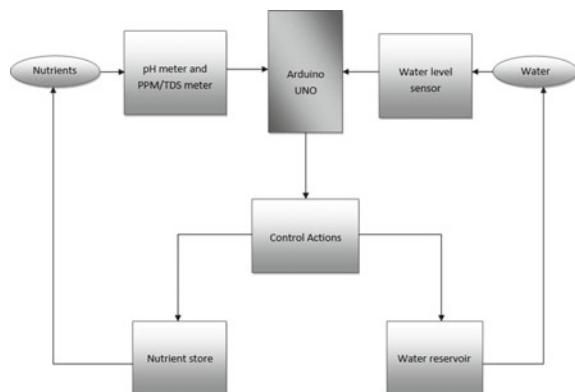 Nutrients
pH meter and
PPM/TDS meter
Arduino
UNO
Water level
sensor
Water
Control Actions
Nutrient store
Water reservoir